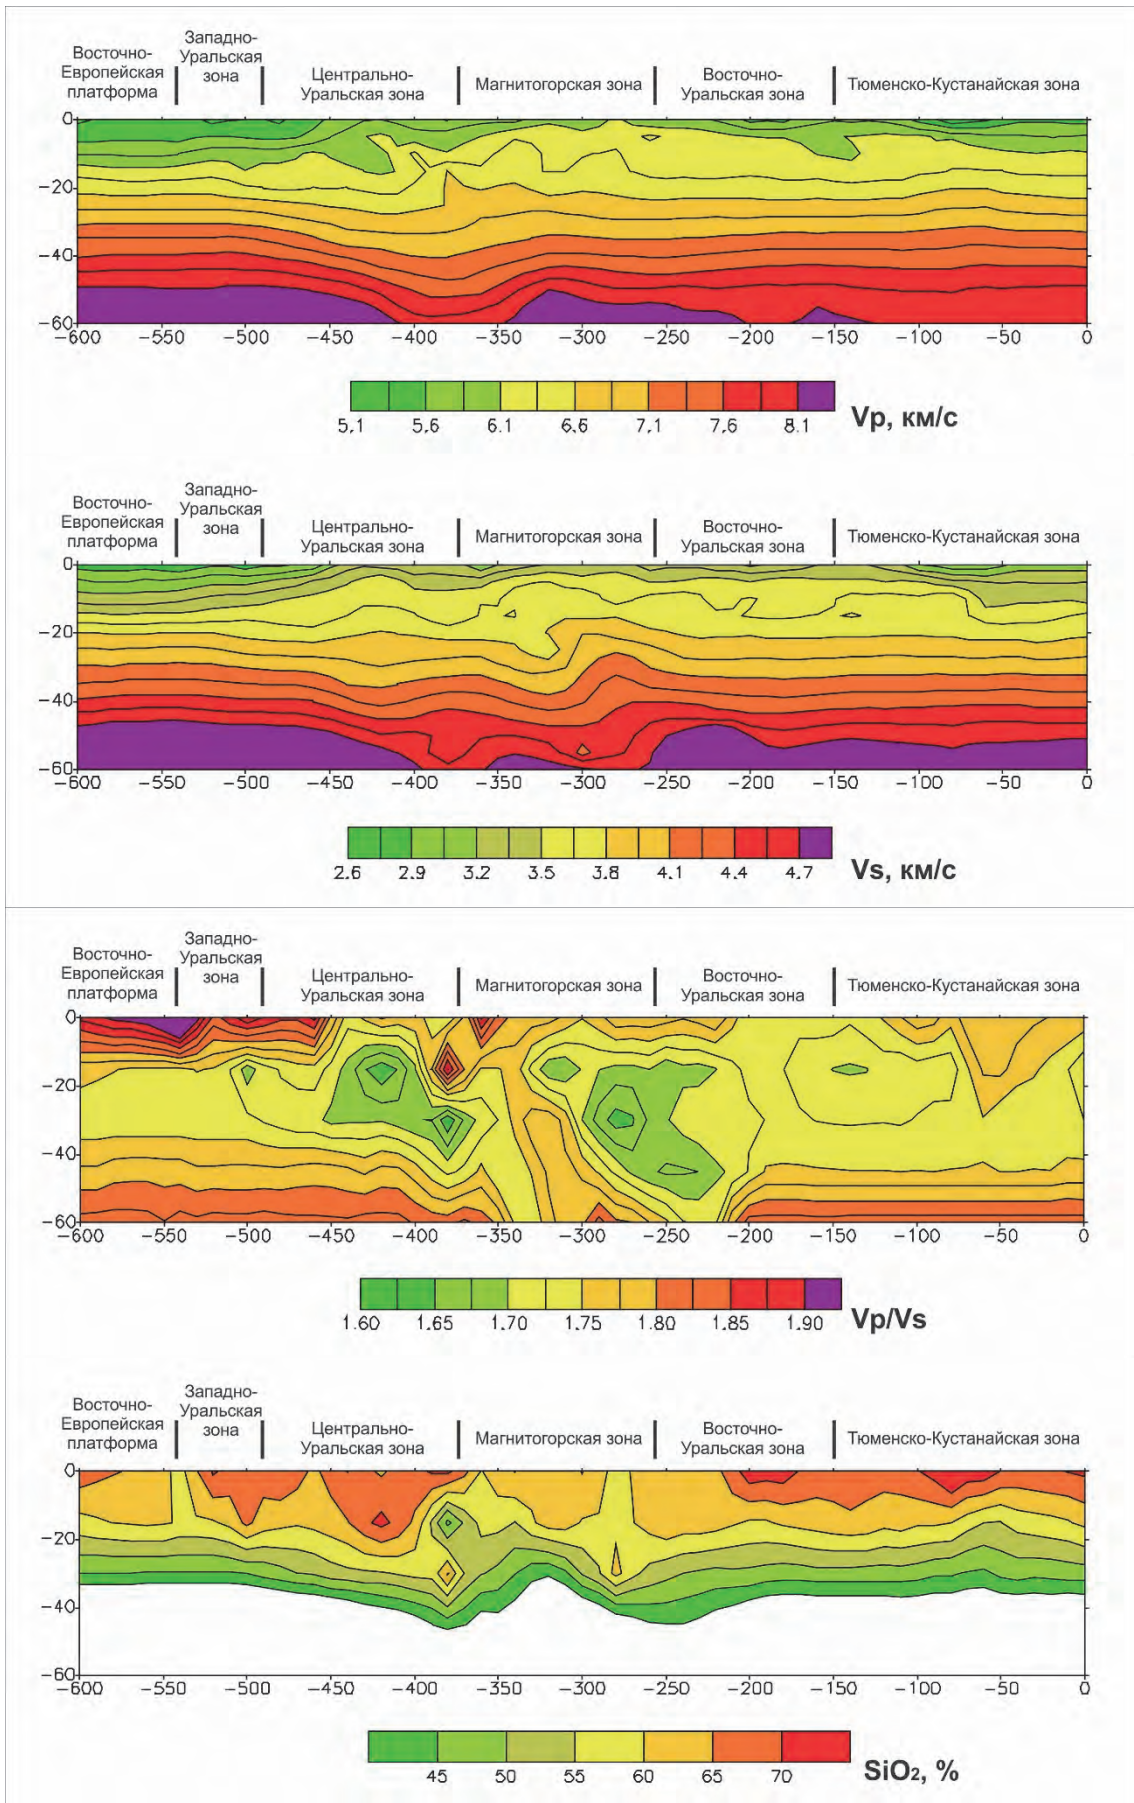 Западно-
Уральская
зона
Восточно-
Европейская
платформа
Центрально-
Уральская зона
Магнитогорская зона
Восточно-
Уральская зона
Тюменско-Кустанайская зона
0
−20
−40
−60
−600 −550 −500 −450 −400 −350 −300 −250 −200 −150 −100 −50 0
5.1 5.6 6.1 6.6 7.1 7.6 8.1
Vp, км/с
Западно-
Уральская
зона
Восточно-
Европейская
платформа
Центрально-
Уральская зона
Магнитогорская зона
Восточно-
Уральская зона
Тюменско-Кустанайская зона
0
−20
−40
−60
−600 −550 −500 −450 −400 −350 −300 −250 −200 −150 −100 −50 0
2.6 2.9 3.2 3.5 3.8 4.1 4.4 4.7
Vs, км/с
Западно-
Уральская
зона
Восточно-
Европейская
платформа
Центрально-
Уральская зона
Магнитогорская зона
Восточно-
Уральская зона
Тюменско-Кустанайская зона
0
−20
−40
−60
−600 −550 −500 −450 −400 −350 −300 −250 −200 −150 −100 −50 0
1.60 1.65 1.70 1.75 1.80 1.85 1.90
Vp/Vs
Западно-
Уральская
зона
Восточно-
Европейская
платформа
Центрально-
Уральская зона
Магнитогорская зона
Восточно-
Уральская зона
Тюменско-Кустанайская зона
0
−20
−40
−60
−600 −550 −500 −450 −400 −350 −300 −250 −200 −150 −100 −50 0
45 50 55 60 65 70
SiO₂, %